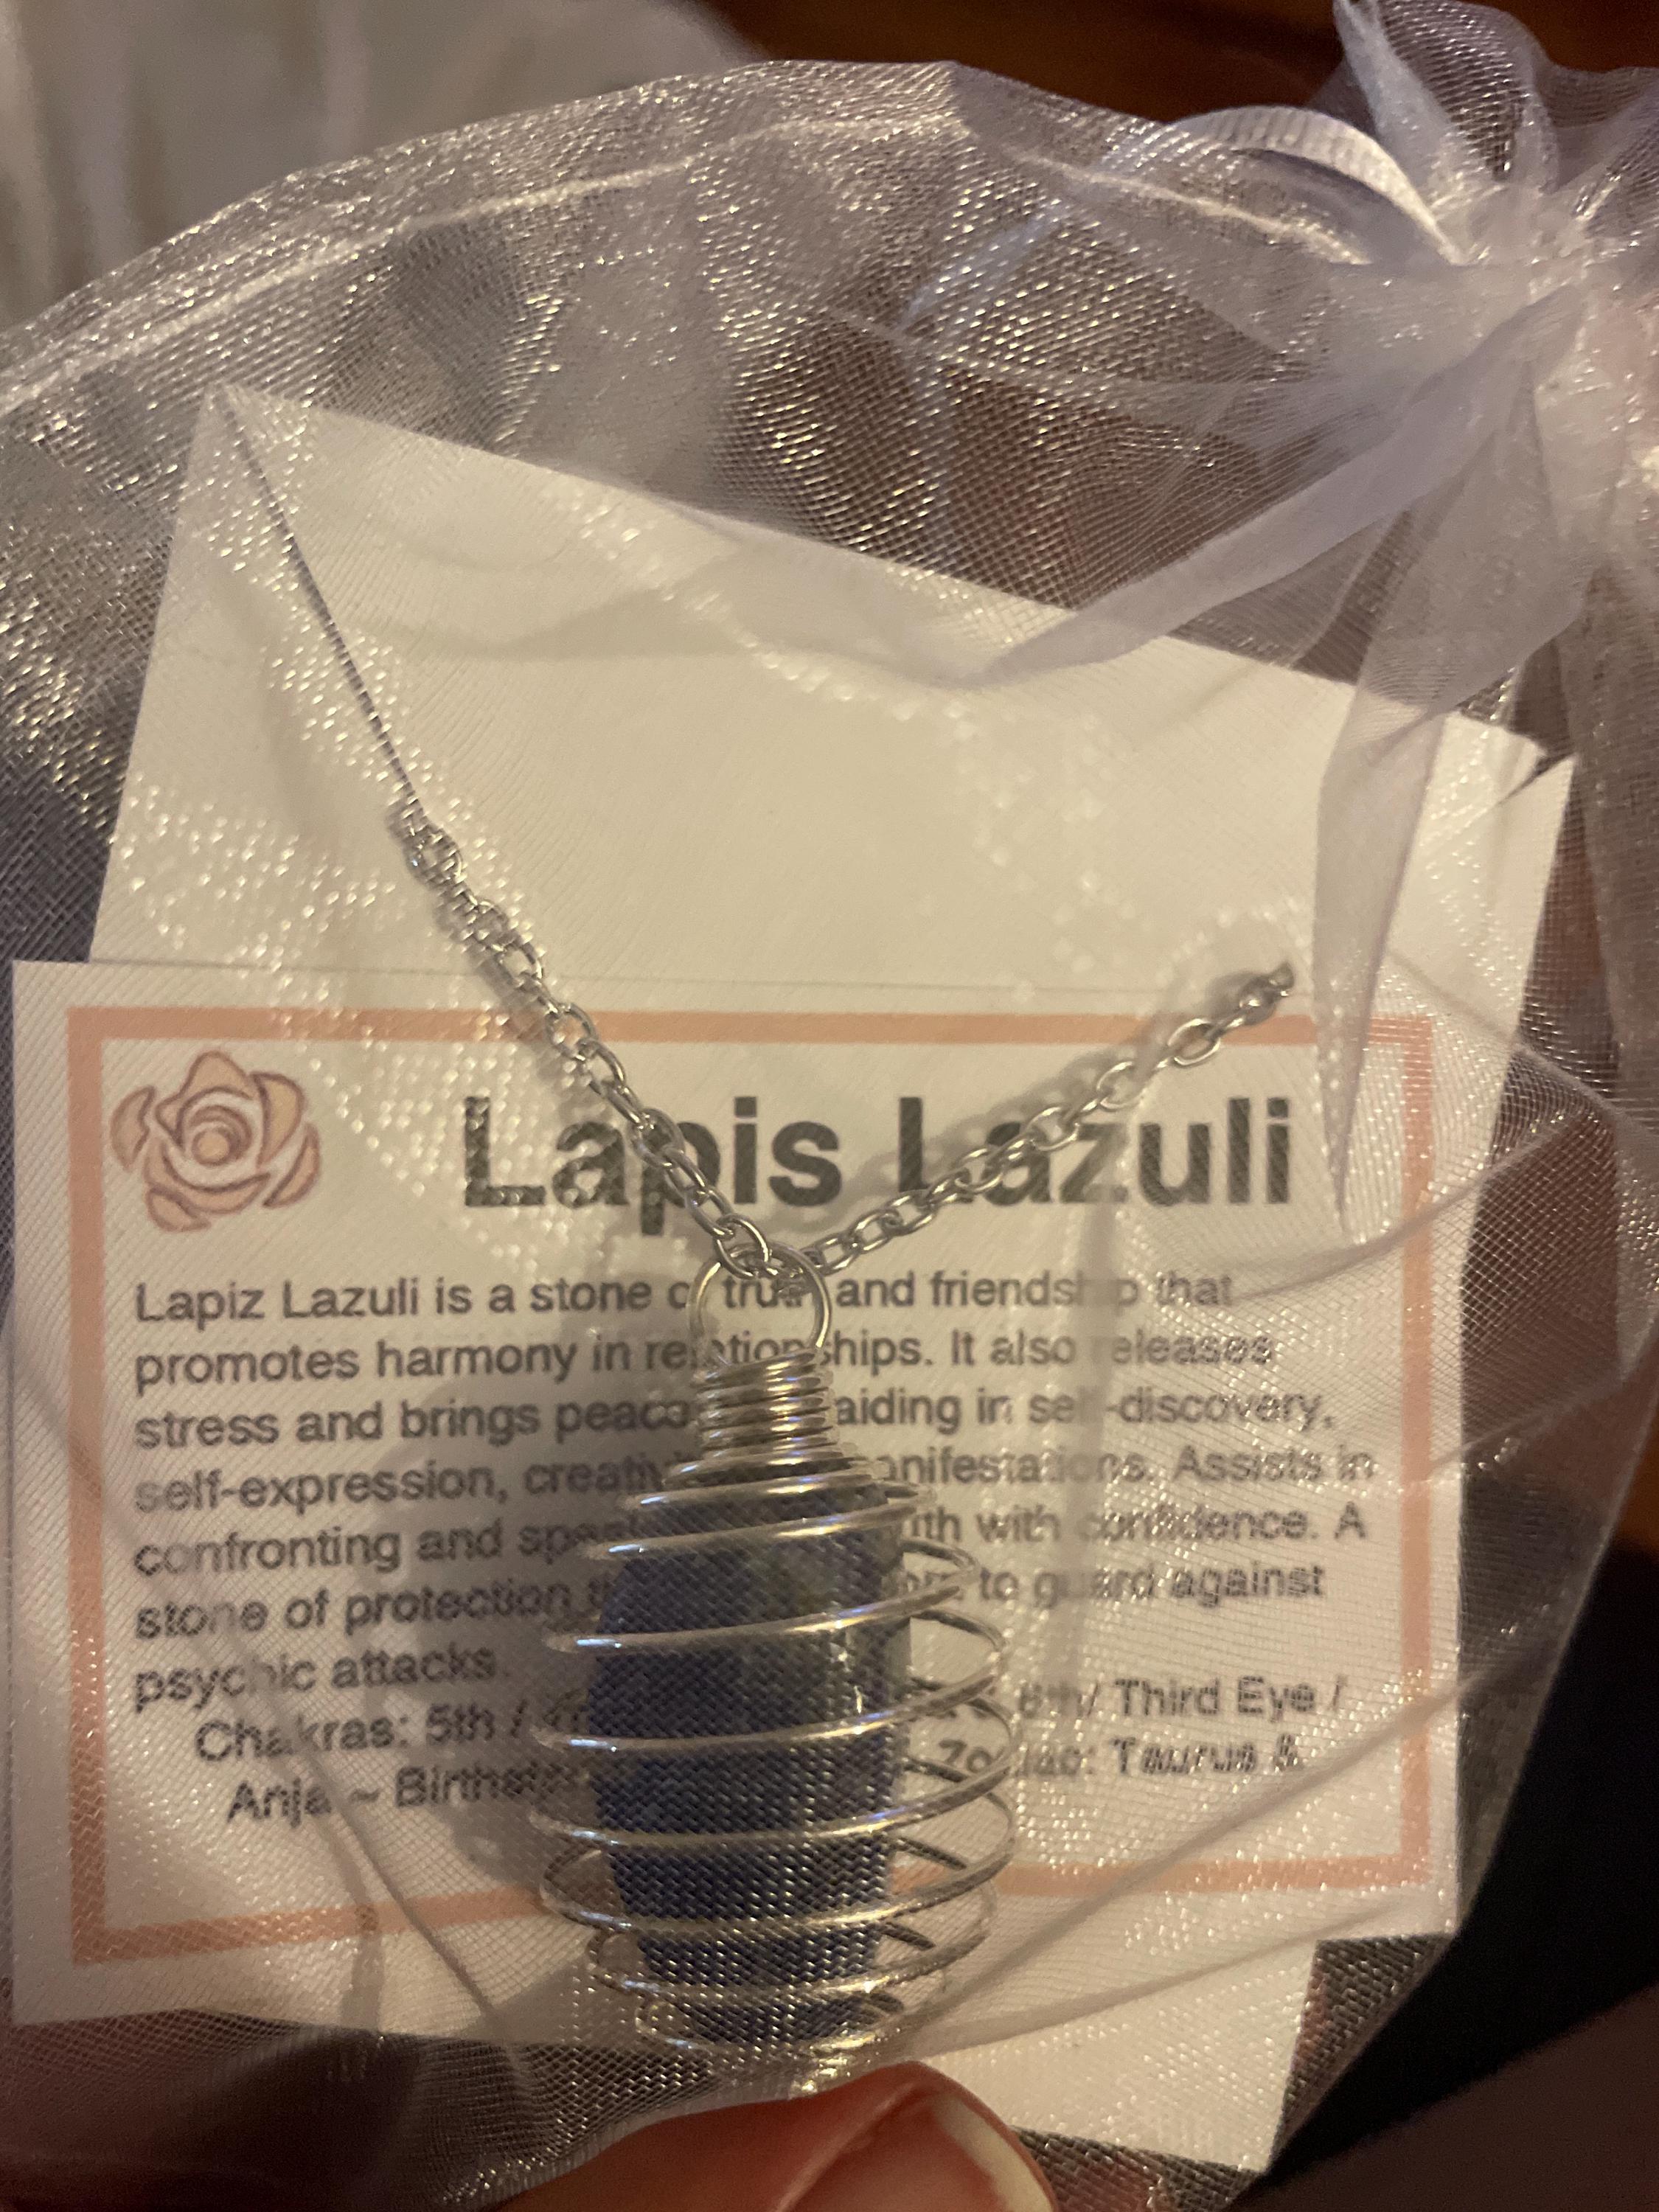 Lapis Lazuli
Lapiz Lazuli is a stone of truth and friendship that
promotes harmony in relationships. It also releases
stress and brings peace aiding in self-discovery,
self-expression, creativity manifestations. Assists in
confronting and with confidence. A
stone of protection to guard against
psychic attacks.
Chakras: 5th / 6th/ Third Eye /
Anja ~ Zodiac: Taurus &